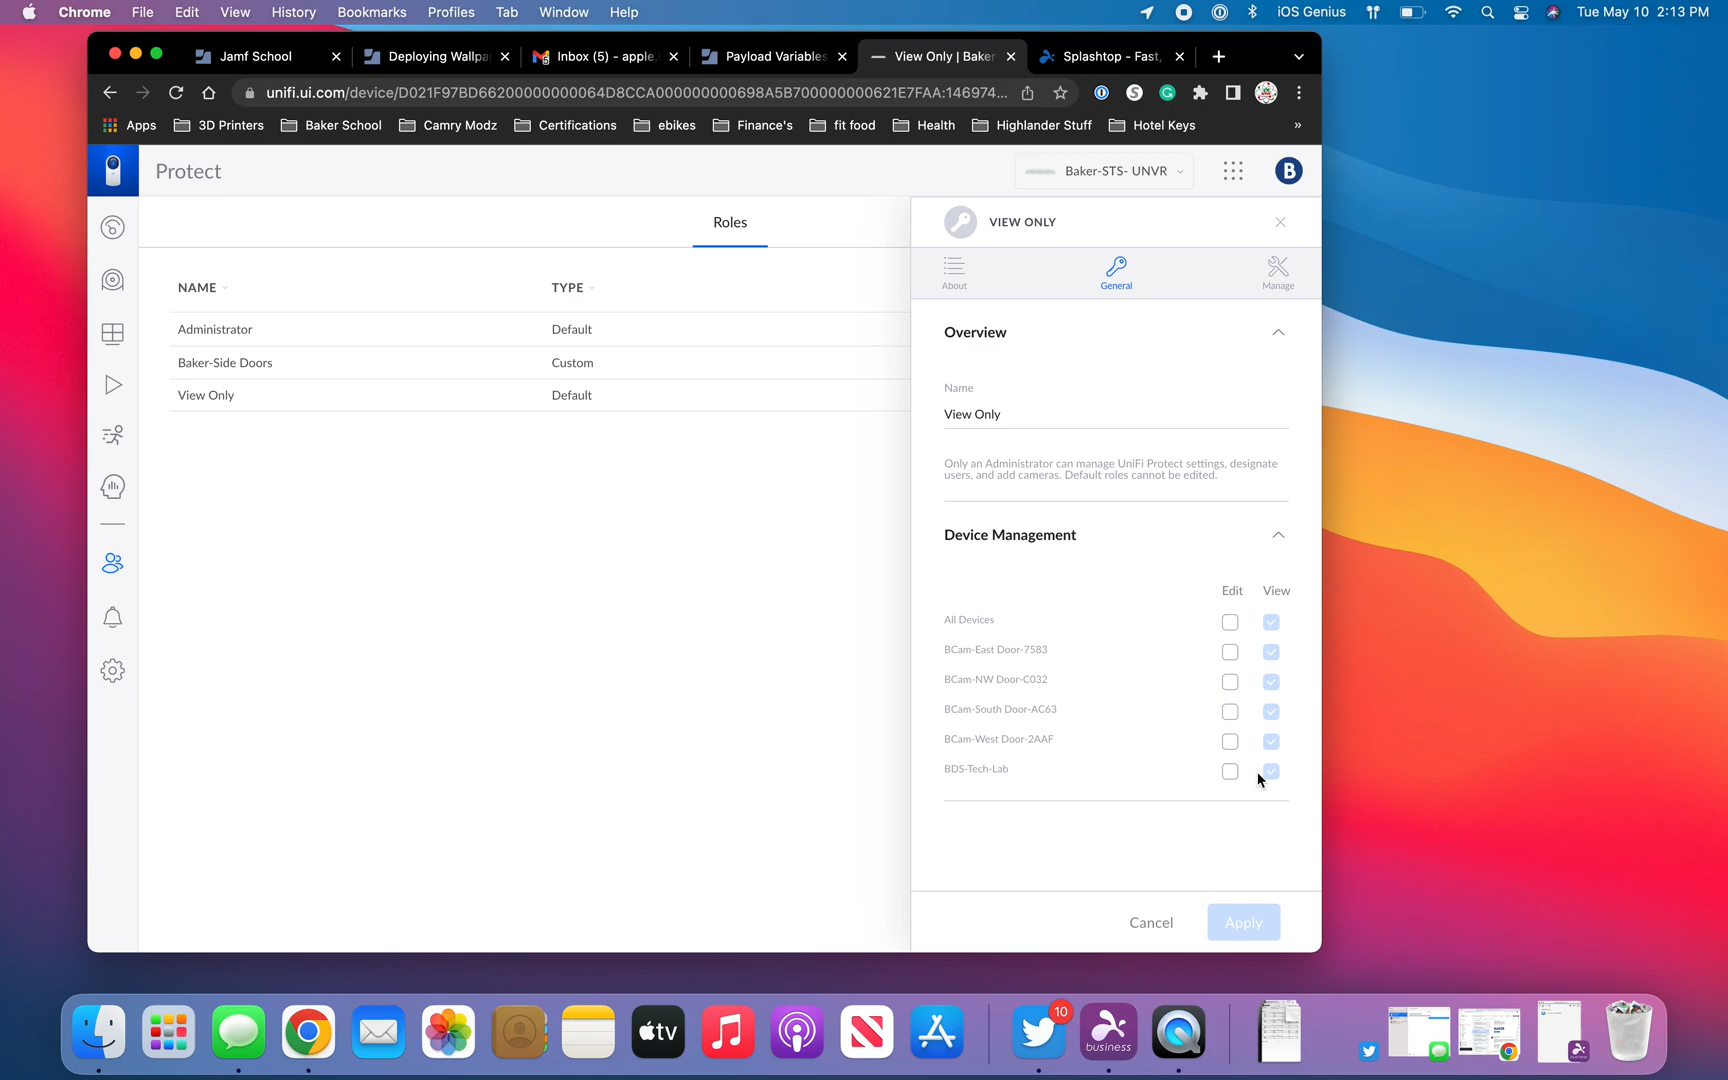 Chrome File Edit View History Bookmarks Profiles Tab Window Help iOS Genius Tue May 10 2:13 PM
Jamf School Deploying Wallpa Inbox (5) - apple. Payload Variables View Only | Baker Splashtop - Fast,
unifi.ui.com/device/D021F97BD66200000000064D8CCA000000000698A5B700000000621E7FAA:146974...
Apps 3D Printers Baker School Camry Modz Certifications ebikes Finance's fit food Health Highlander Stuff Hotel Keys »
Protect Baker-STS- UNVR B
Roles
VIEW ONLY
About General Manage
NAME TYPE
Administrator Default
Baker-Side Doors Custom
View Only Default
Overview
Name
View Only
Only an Administrator can manage UniFi Protect settings, designate
users, and add cameras. Default roles cannot be edited.
Device Management
Edit View
All Devices
BCam-East Door-7583
BCam-NW Door-C032
BCam-South Door-AC63
BCam-West Door-2AAF
BDS-Tech-Lab
Cancel Apply
tv
10
business